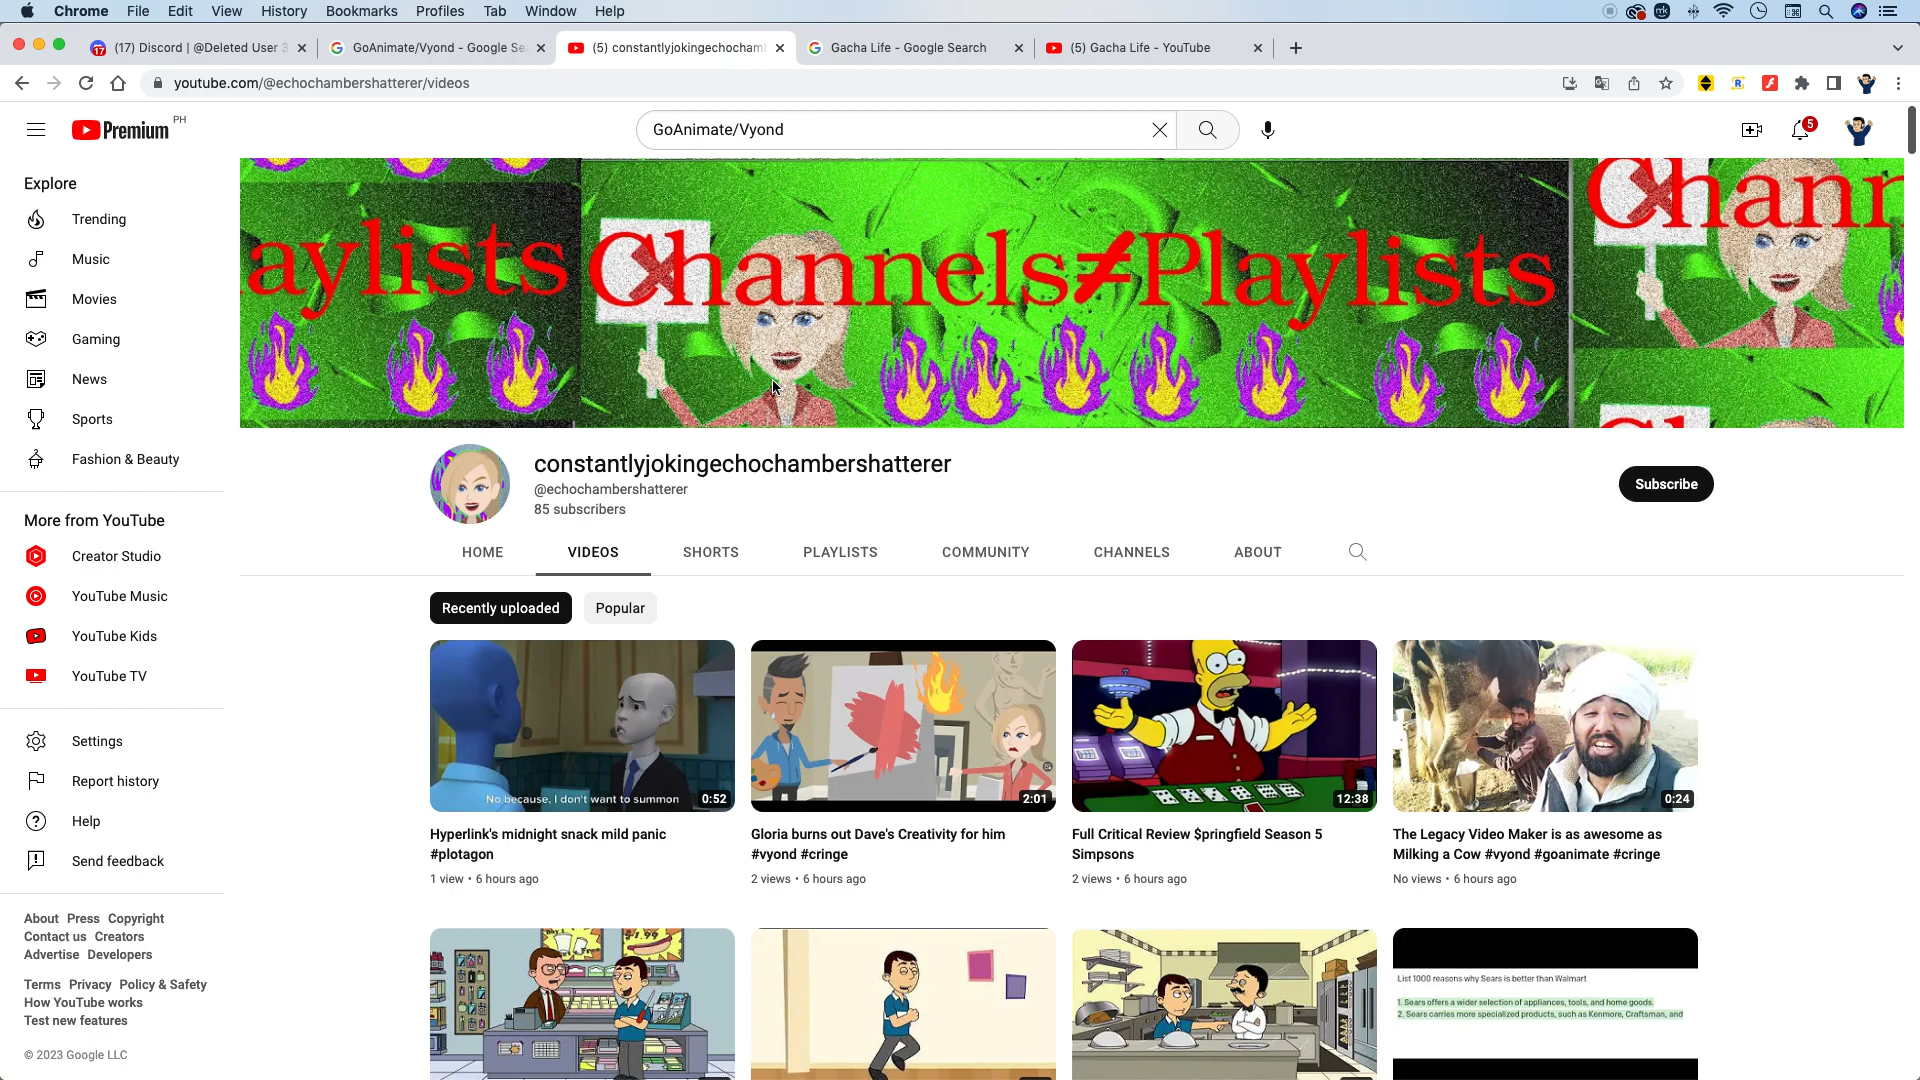 Chrome File Edit View History Bookmarks Profiles Tab Window Help
(17) Discord | @Deleted User 3
GoAnimate/Vyond - Google Se
(5) constantlyjokingechochamb
Gacha Life - Google Search
(5) Gacha Life - YouTube
youtube.com/@echochambershatterer/videos
Premium PH
GoAnimate/Vyond
5
Explore
Trending
Music
Movies
Gaming
News
Sports
Fashion & Beauty
More from YouTube
Creator Studio
YouTube Music
YouTube Kids
YouTube TV
Settings
Report history
Help
Send feedback
About Press Copyright
Contact us Creators
Advertise Developers
Terms Privacy Policy & Safety
How YouTube works
Test new features
© 2023 Google LLC
aylists
Channels≠Playlists
Chann
constantlyjokingechochambershatterer
@echochambershatterer
85 subscribers
Subscribe
HOME VIDEOS SHORTS PLAYLISTS COMMUNITY CHANNELS ABOUT
Recently uploaded Popular
No because, I don't want to summon
0:52
Hyperlink's midnight snack mild panic
#plotagon
1 view • 6 hours ago
2:01
Gloria burns out Dave's Creativity for him
#vyond #cringe
2 views • 6 hours ago
12:38
Full Critical Review $pringfield Season 5
Simpsons
2 views • 6 hours ago
0:24
The Legacy Video Maker is as awesome as
Milking a Cow #vyond #goanimate #cringe
No views • 6 hours ago
List 1000 reasons why Sears is better than Walmart
1. Sears offers a wider selection of appliances, tools, and home goods.
2. Sears carries more specialized products, such as Kenmore, Craftsman, and